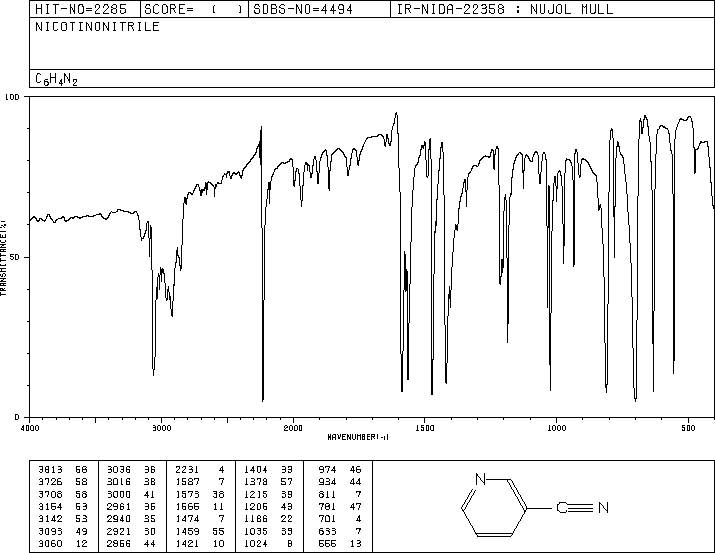 HIT-NO=2285 SCORE= ( ) SDBS-NO=4494 IR-NIDA-22358 : NUJOL MULL
NICOTINONITRILE
C6H4N2
100
50
0
TRANSMITTANCE(%)
4000 3000 2000 1500 1000 500
WAVENUMBER(-1)
3813 58 3036 36 2231 4 1404 39 974 46
3726 58 3016 38 1587 7 1378 57 934 44
3708 58 3000 41 1573 38 1215 39 811 7
3154 53 2961 36 1566 11 1206 43 781 47
3142 53 2940 35 1474 7 1186 22 701 4
3093 49 2921 30 1459 55 1035 39 633 7
3060 12 2866 44 1421 10 1024 8 555 13
N
C N